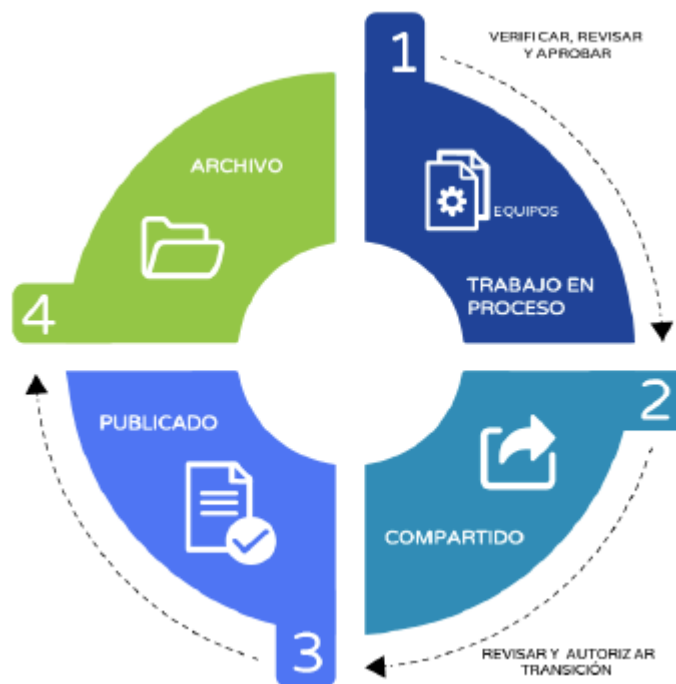 1
VERIFICAR, REVISAR
Y APROBAR
EQUIPOS
TRABAJO EN
PROCESO
2
COMPARTIDO
REVISAR Y AUTORIZAR
TRANSICIÓN
3
PUBLICADO
4
ARCHIVO